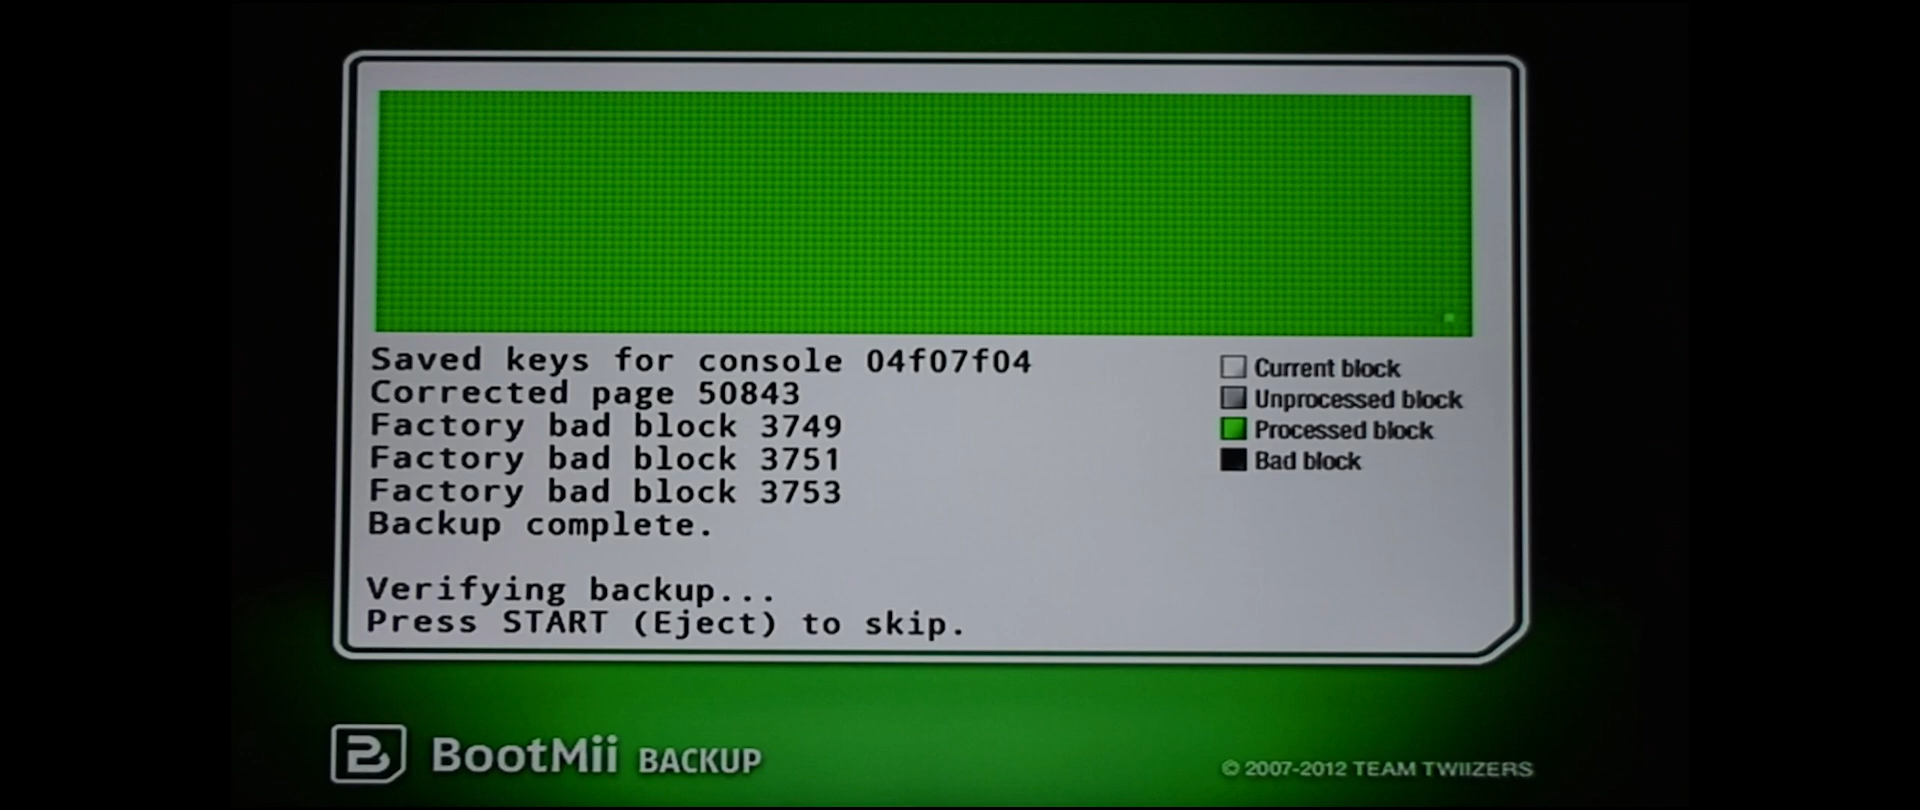 Saved keys for console 04f07f04
Corrected page 50843
Factory bad block 3749
Factory bad block 3751
Factory bad block 3753
Backup complete.
Verifying backup...
Press START (Eject) to skip.
Current block
Unprocessed block
Processed block
Bad block
BootMii BACKUP
© 2007-2012 TEAM TWIIZERS